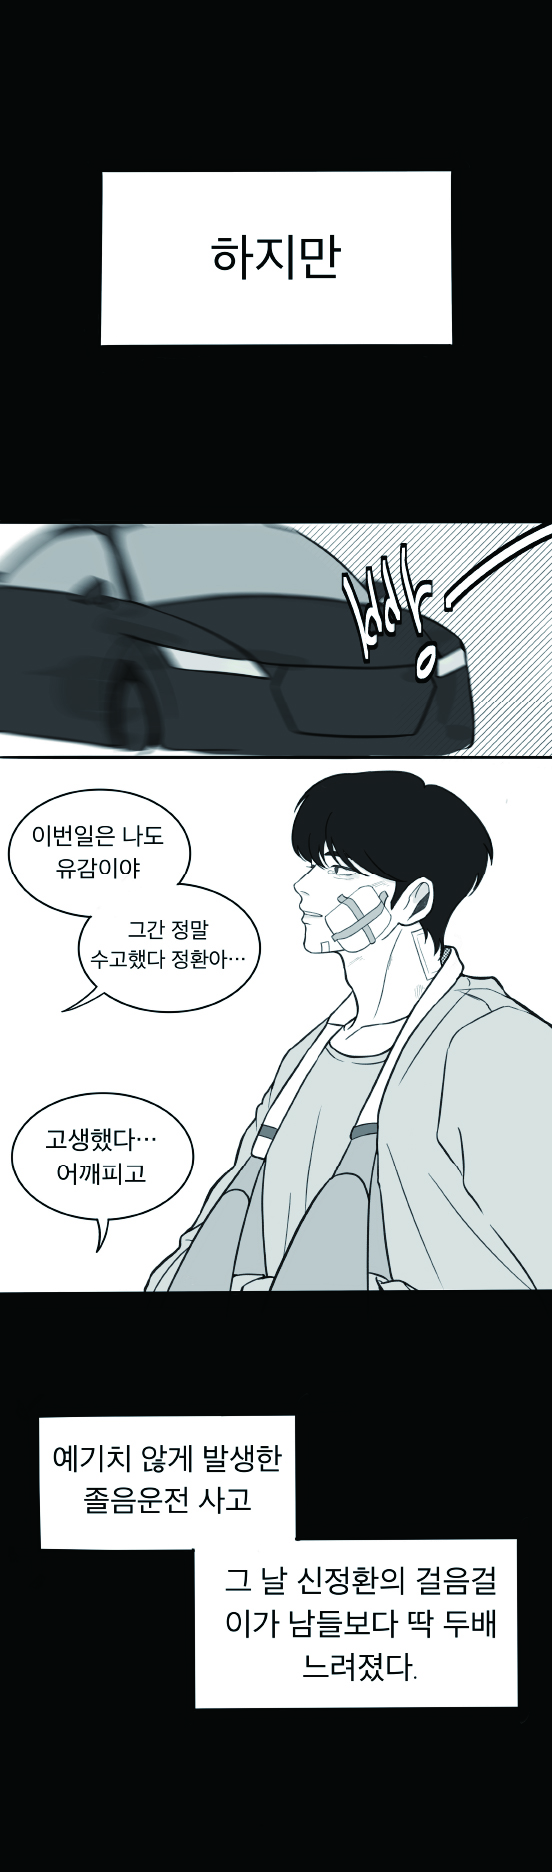 하지만
빠앙
이번일은 나도
유감이야
그간 정말
수고했다 정환아…
고생했다…
어깨피고
예기치 않게 발생한
졸음운전 사고
그 날 신정환의 걸음걸
이가 남들보다 딱 두배
느려졌다.